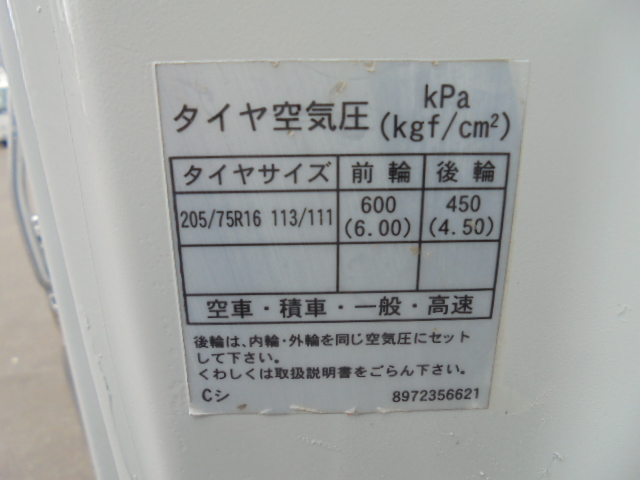 タイヤ空気圧 kPa (kgf/cm²)
タイヤサイズ 前輪 後輪
205/75R16 113/111 600 (6.00) 450 (4.50)
空車・積車・一般・高速
後輪は、内輪・外輪を同じ空気圧にセット
して下さい。
くわしくは取扱説明書をごらん下さい。
Cシ 8972356621